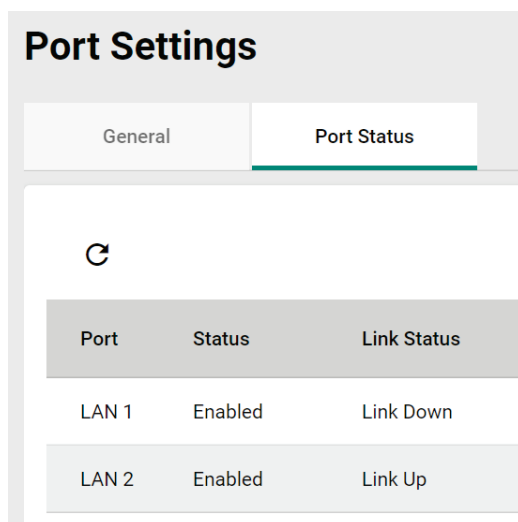 Port Settings
General Port Status
Port Status Link Status
LAN 1 Enabled Link Down
LAN 2 Enabled Link Up